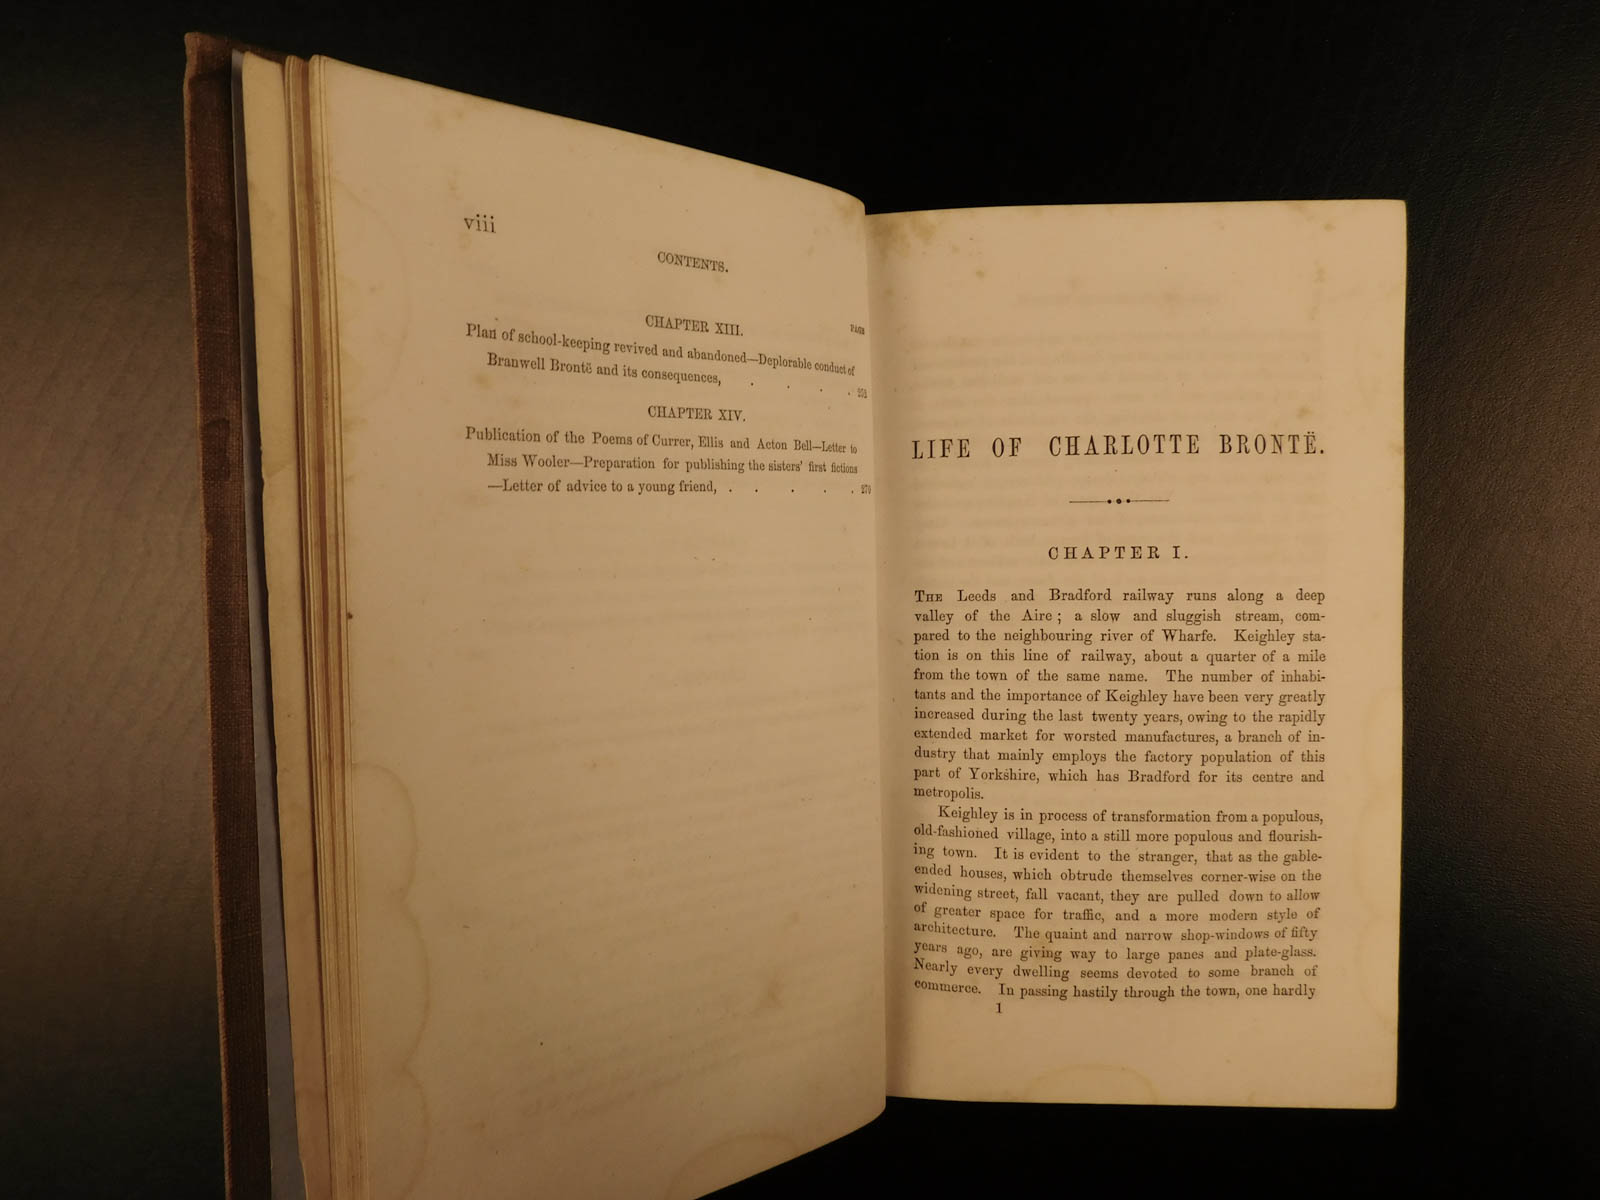 viii
CONTENTS.
CHAPTER XIII.
PAGE
Plan of school-keeping revived and abandoned—Deplorable conduct of
Branwell Brontë and its consequences, . . . . 251
CHAPTER XIV.
Publication of the Poems of Currer, Ellis and Acton Bell—Letter to
Miss Wooler—Preparation for publishing the sisters' first fictions
—Letter of advice to a young friend, . . . . . 270
LIFE OF CHARLOTTE BRONTË.
CHAPTER I.
THE Leeds and Bradford railway runs along a deep
valley of the Aire ; a slow and sluggish stream, com-
pared to the neighbouring river of Wharfe. Keighley sta-
tion is on this line of railway, about a quarter of a mile
from the town of the same name. The number of inhabi-
tants and the importance of Keighley have been very greatly
increased during the last twenty years, owing to the rapidly
extended market for worsted manufactures, a branch of in-
dustry that mainly employs the factory population of this
part of Yorkshire, which has Bradford for its centre and
metropolis.
Keighley is in process of transformation from a populous,
old-fashioned village, into a still more populous and flourish-
ing town. It is evident to the stranger, that as the gable-
ended houses, which obtrude themselves corner-wise on the
widening street, fall vacant, they are pulled down to allow
of greater space for traffic, and a more modern style of
architecture. The quaint and narrow shop-windows of fifty
years ago, are giving way to large panes and plate-glass.
Nearly every dwelling seems devoted to some branch of
commerce. In passing hastily through the town, one hardly
1